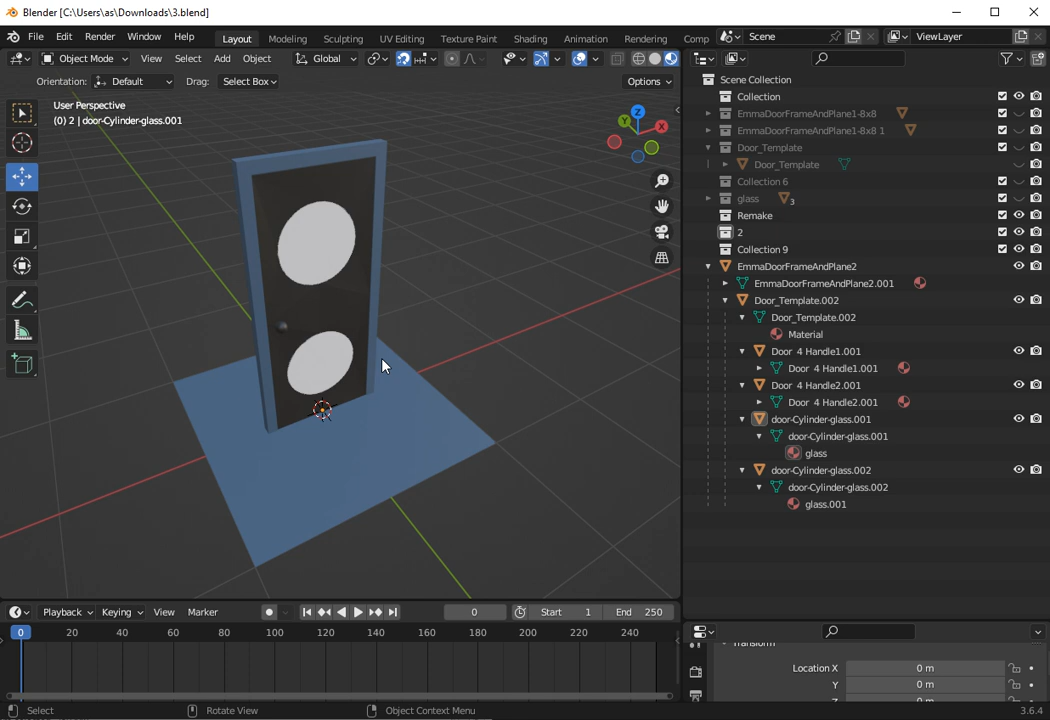 Blender [C:\Users\as\Downloads\3.blend]
File Edit Render Window Help Layout Modeling Sculpting UV Editing Texture Paint Shading Animation Rendering Comp Scene ViewLayer
Object Mode View Select Add Object Global
Orientation: Default Drag: Select Box Options
User Perspective
(0) 2 | door-Cylinder-glass.001
Z
Y
X
Scene Collection
Collection
EmmaDoorFrameAndPlane1-8x8
EmmaDoorFrameAndPlane1-8x8 1
Door_Template
Door_Template
Collection 6
glass 3
Remake
2
Collection 9
EmmaDoorFrameAndPlane2
EmmaDoorFrameAndPlane2.001
Door_Template.002
Door_Template.002
Material
Door 4 Handle1.001
Door 4 Handle1.001
Door 4 Handle2.001
Door 4 Handle2.001
door-Cylinder-glass.001
door-Cylinder-glass.001
glass
door-Cylinder-glass.002
door-Cylinder-glass.002
glass.001
Playback Keying View Marker 0 Start 1 End 250
0 20 40 60 80 100 120 140 160 180 200 220 240
Transform
Location X 0 m
Y 0 m
Select Rotate View Object Context Menu 3.6.4